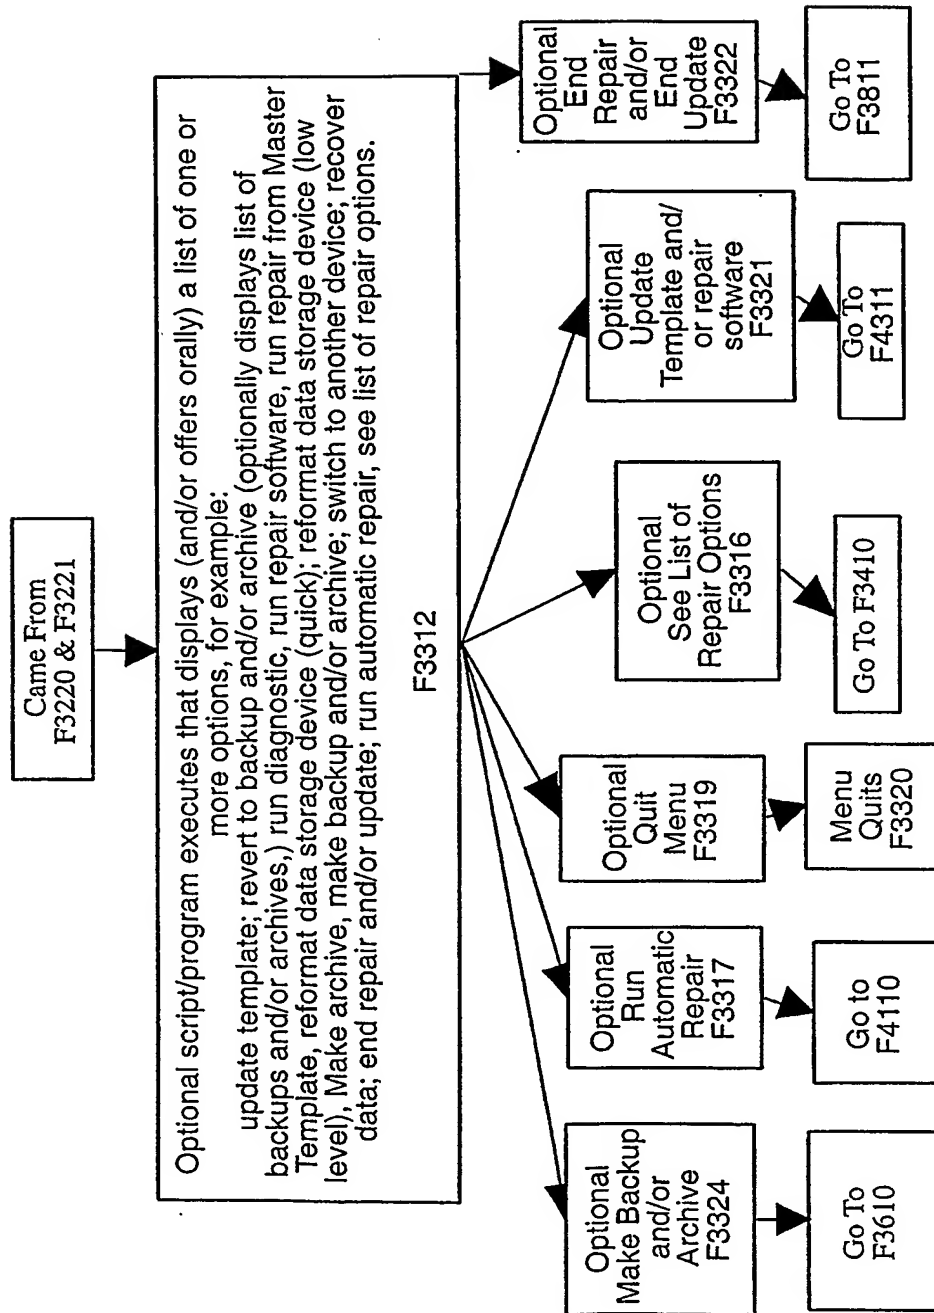 Came From
F3220 & F3221
Optional script/program executes that displays (and/or offers orally) a list of one or
more options, for example:
update template; revert to backup and/or archive (optionally displays list of
backups and/or archives,) run diagnostic, run repair software, run repair from Master
Template, reformat data storage device (quick); reformat data storage device (low
level), Make archive, make backup and/or archive; switch to another device; recover
data; end repair and/or update; run automatic repair, see list of repair options.
F3312
Optional
Make Backup
and/or
Archive
F3324
Go To
F3610
Optional
Run
Automatic
Repair
F3317
Go to
F4110
Optional
Quit
Menu
F3319
Menu
Quits
F3320
Optional
See List of
Repair Options
F3316
Go To F3410
Optional
Update
Template and/
or repair
software
F3321
Go To
F4311
Optional
End
Repair
and/or
End
Update
F3322
Go To
F3811